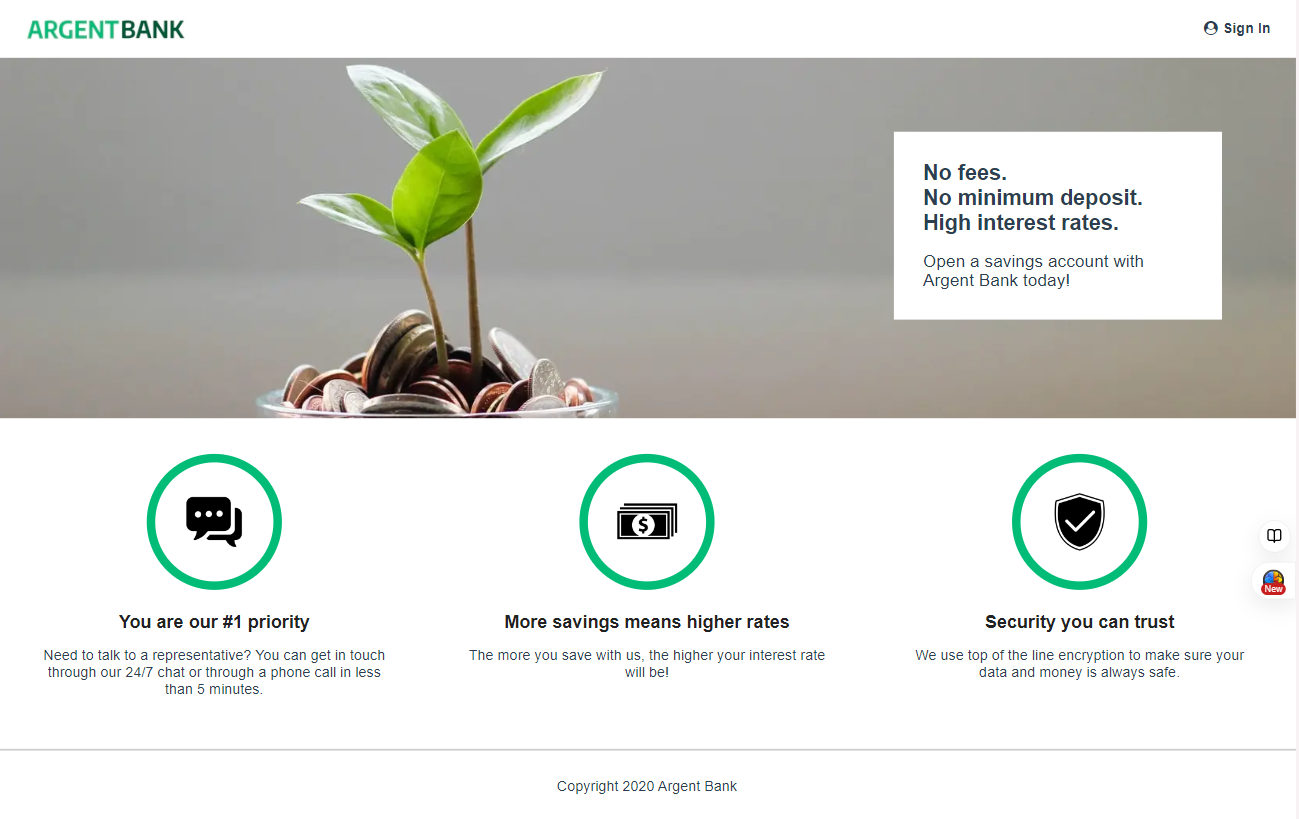 ARGENTBANK
Sign In
No fees.
No minimum deposit.
High interest rates.
Open a savings account with
Argent Bank today!
$
You are our #1 priority
Need to talk to a representative? You can get in touch
through our 24/7 chat or through a phone call in less
than 5 minutes.
More savings means higher rates
The more you save with us, the higher your interest rate
will be!
Security you can trust
We use top of the line encryption to make sure your
data and money is always safe.
New
Copyright 2020 Argent Bank